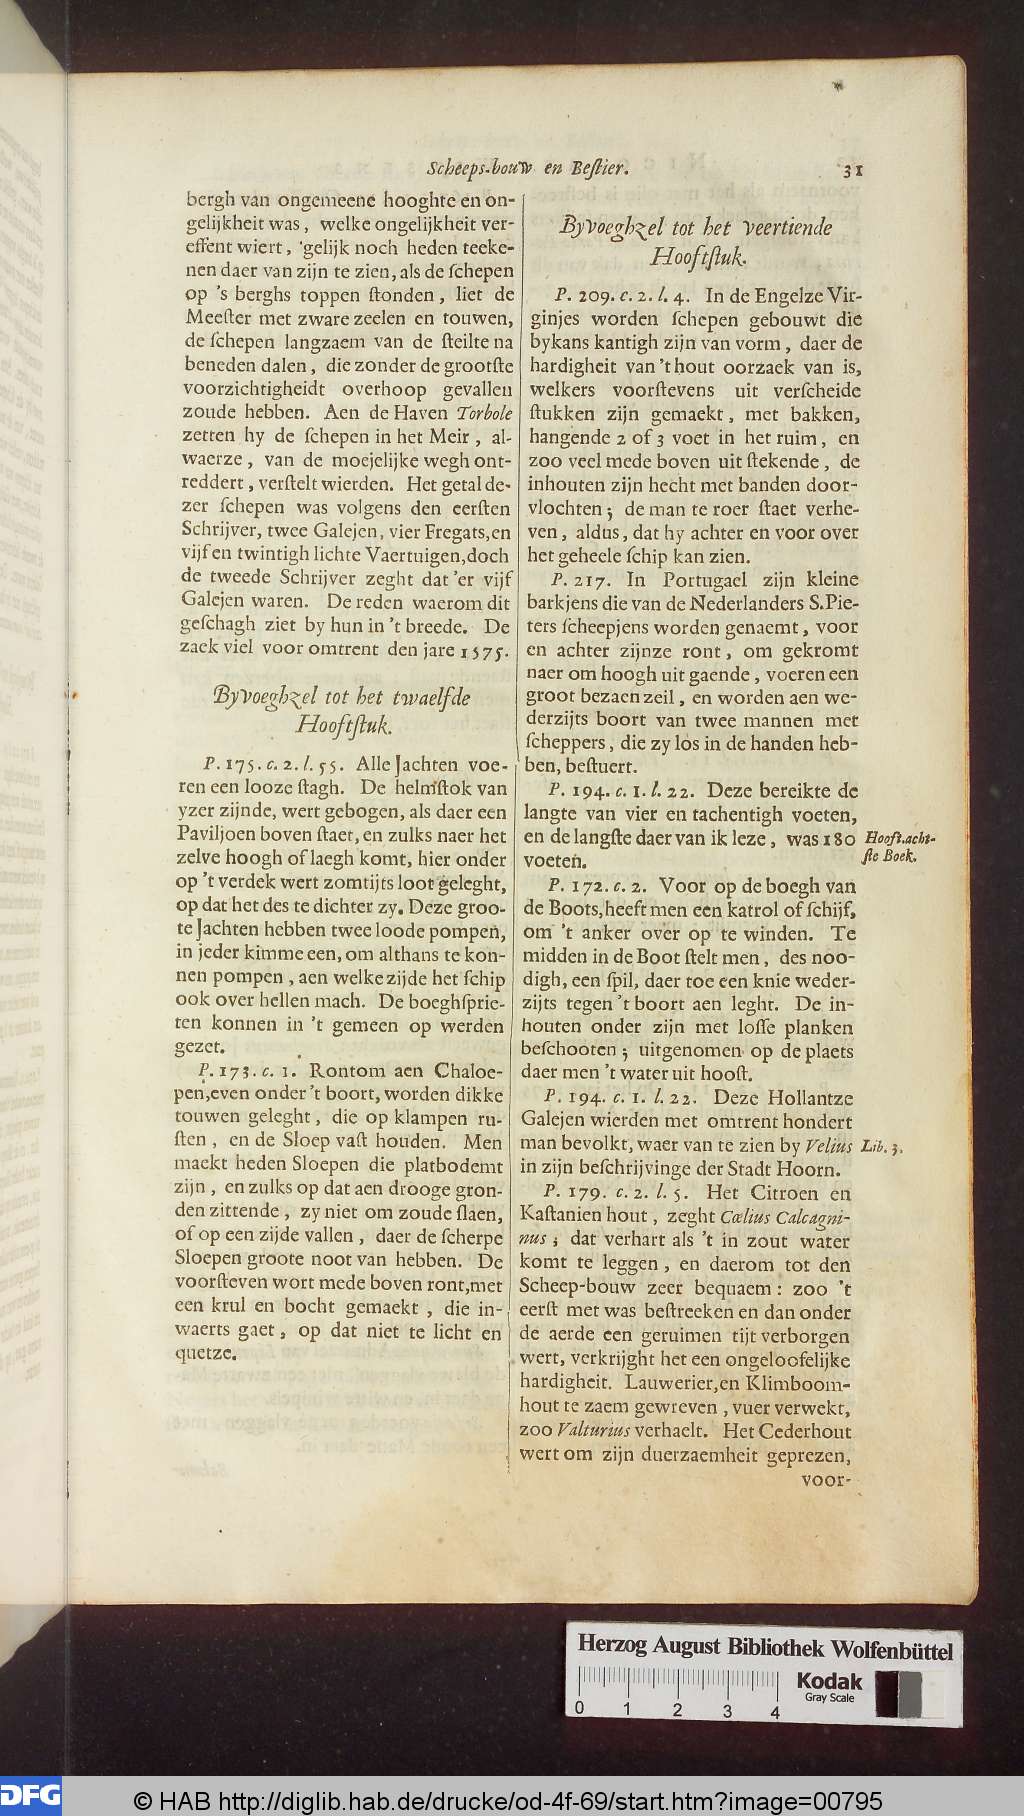 Scheeps-bouw en Beſtier. 31
bergh van ongemeene hooghte en on-
gelijkheit was, welke ongelijkheit ver-
effent wiert, gelijk noch heden teeke-
nen daer van zijn te zien, als de ſchepen
op 's berghs toppen ſtonden, liet de
Meeſter met zware zeelen en touwen,
de ſchepen langzaem van de ſteilte na
beneden dalen, die zonder de grootſte
voorzichtigheidt overhoop gevallen
zoude hebben. Aen de Haven Torbole
zetten hy de ſchepen in het Meir, al-
waerze, van de moejelijke wegh ont-
reddert, verſtelt wierden. Het getal de-
zer ſchepen was volgens den eerſten
Schrijver, twee Galejen, vier Fregats, en
vijf en twintigh lichte Vaertuigen, doch
de tweede Schrijver zeght dat 'er vijf
Galejen waren. De reden waerom dit
geſchagh ziet by hun in 't breede. De
zaek viel voor omtrent den jare 1575.
Byvoeghzel tot het twaelfde
Hooftſtuk.
P. 175. c. 2. l. 55. Alle Jachten voe-
ren een looze ſtagh. De helmſtok van
yzer zijnde, wert gebogen, als daer een
Paviljoen boven ſtaet, en zulks naer het
zelve hoogh of laegh komt, hier onder
op 't verdek wert zomtijts loot geleght,
op dat het des te dichter zy. Deze groo-
te Jachten hebben twee loode pompen,
in jeder kimme een, om althans te kon-
nen pompen, aen welke zijde het ſchip
ook over hellen mach. De boeghſprie-
ten konnen in 't gemeen op werden
gezet.
P. 173. c. 1. Rontom aen Chaloe-
pen, even onder 't boort, worden dikke
touwen geleght, die op klampen ru-
ſten, en de Sloep vaſt houden. Men
maekt heden Sloepen die platbodemt
zijn, en zulks op dat aen drooge gron-
den zittende, zy niet om zoude ſlaen,
of op een zijde vallen, daer de ſcherpe
Sloepen groote noot van hebben. De
voorſteven wort mede boven ront, met
een krul en bocht gemaekt, die in-
waerts gaet, op dat niet te licht en
quetze.
Byvoeghzel tot het veertiende
Hooftſtuk.
P. 209. c. 2. l. 4. In de Engelze Vir-
ginjes worden ſchepen gebouwt die
bykans kantigh zijn van vorm, daer de
hardigheit van 't hout oorzaek van is,
welkers voorſtevens uit verſcheide
ſtukken zijn gemaekt, met bakken,
hangende 2 of 3 voet in het ruim, en
zoo veel mede boven uit ſtekende, de
inhouten zijn hecht met banden door-
vlochten; de man te roer ſtaet verhe-
ven, aldus, dat hy achter en voor over
het geheele ſchip kan zien.
P. 217. In Portugael zijn kleine
barkjens die van de Nederlanders S. Pie-
ters ſcheepjens worden genaemt, voor
en achter zijnze ront, om gekromt
naer om hoogh uit gaende, voeren een
groot bezaen zeil, en worden aen we-
derzijts boort van twee mannen met
ſcheppers, die zy los in de handen heb-
ben, beſtuert.
P. 194. c. 1. l. 22. Deze bereikte de
langte van vier en tachentigh voeten,
en de langſte daer van ik leze, was 180
voeten.
Hooft. acht-
ſte Boek.
P. 172. c. 2. Voor op de boegh van
de Boots, heeft men een katrol of ſchijf,
om 't anker over op te winden. Te
midden in de Boot ſtelt men, des noo-
digh, een ſpil, daer toe een knie weder-
zijts tegen 't boort aen leght. De in-
houten onder zijn met loſſe planken
beſchooten; uitgenomen op de plaets
daer men 't water uit hooſt.
P. 194. c. 1. l. 22. Deze Hollantze
Galejen wierden met omtrent hondert
man bevolkt, waer van te zien by Velius
in zijn beſchrijvinge der Stadt Hoorn.
Lib. 3.
P. 179. c. 2. l. 5. Het Citroen en
Kaſtanien hout, zeght Cœlius Calcagni-
nus; dat verhart als 't in zout water
komt te leggen, en daerom tot den
Scheep-bouw zeer bequaem: zoo 't
eerſt met was beſtreeken en dan onder
de aerde een geruimen tijt verborgen
wert, verkrijght het een ongeloofelijke
hardigheit. Lauwerier, en Klimboom-
hout te zaem gewreven, vuer verwekt,
zoo Valturius verhaelt. Het Cederhout
wert om zijn duerzaemheit geprezen,
voor-
Herzog August Bibliothek Wolfenbüttel
Kodak
Gray Scale
0 1 2 3 4
DFG
© HAB http://diglib.hab.de/drucke/od-4f-69/start.htm?image=00795